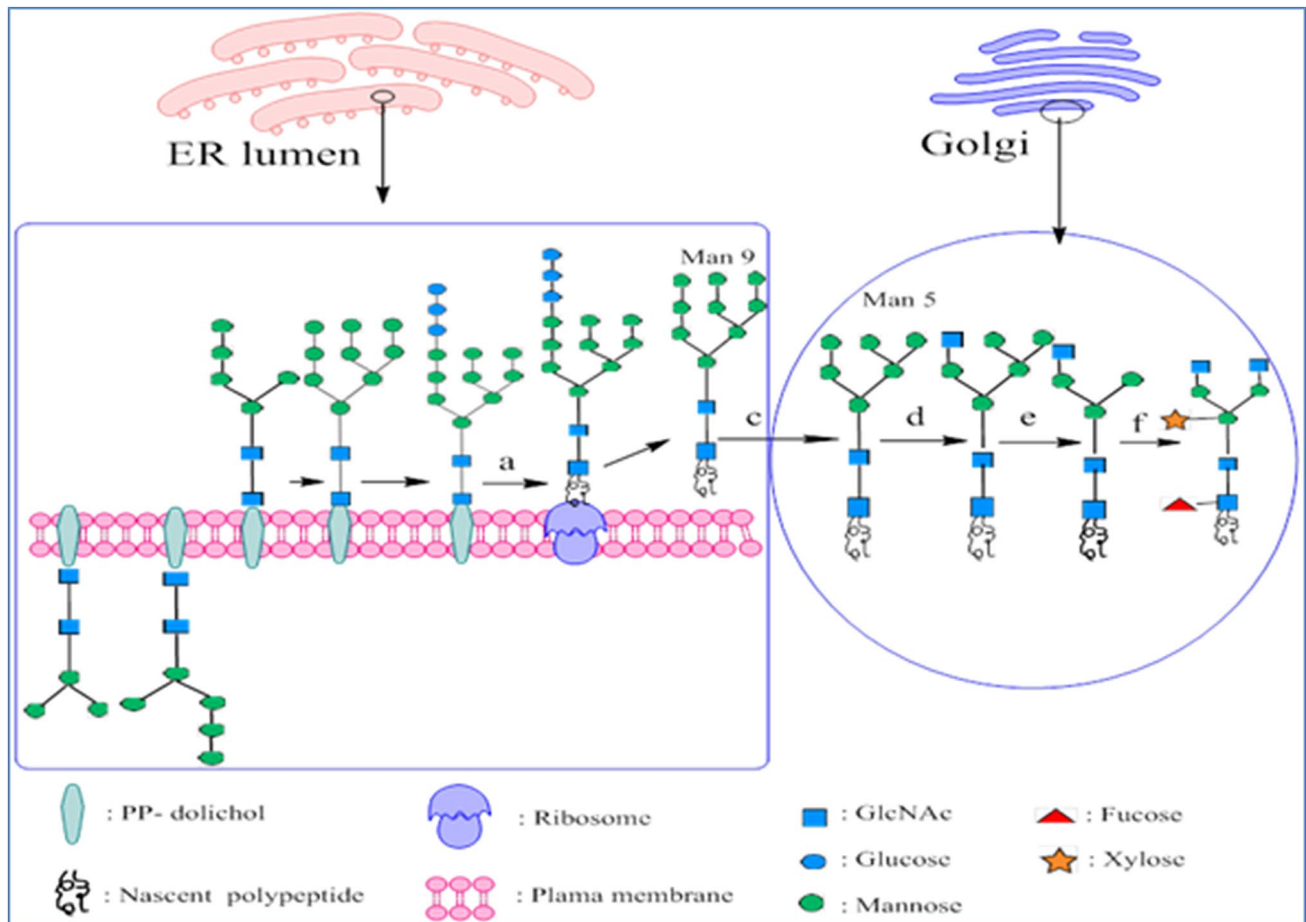 ER lumen
Golgi
Man 9
Man 5
a
c
d
e
f
: PP- dolichol
: Ribosome
: GlcNAc
: Fucose
: Glucose
: Xylose
: Nascent polypeptide
: Plama membrane
: Mannose